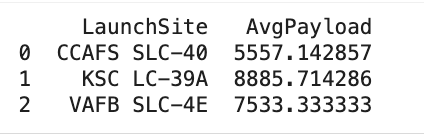 LaunchSite AvgPayload
0 CCAFS SLC-40 5557.142857
1 KSC LC-39A 8885.714286
2 VAFB SLC-4E 7533.333333